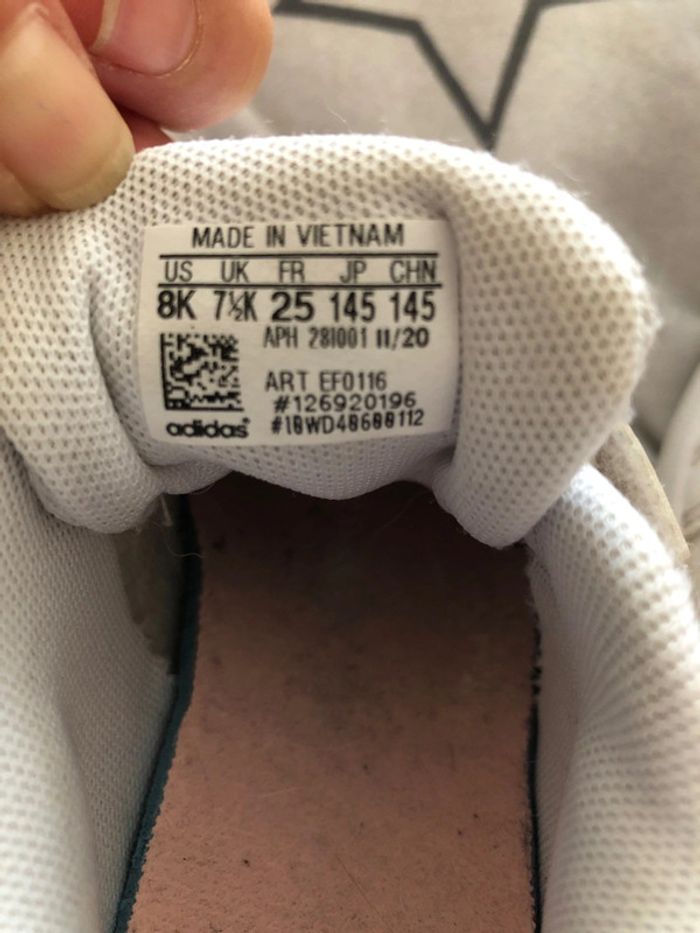 MADE IN VIETNAM
US UK FR JP CHN
8K 7½K 25 145 145
APH 281001 11/20
ART EF0116
#126920196
#10WD40600112
adidas®